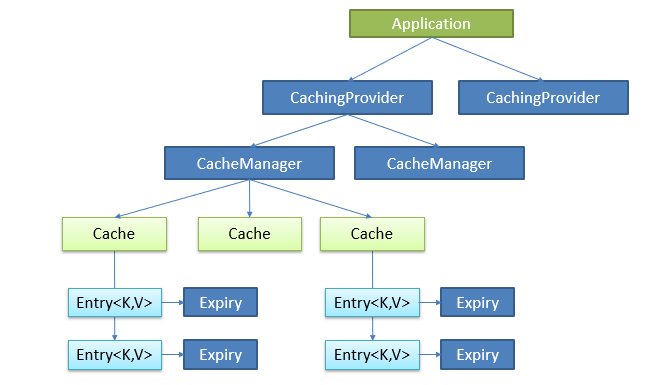 Application
CachingProvider
CachingProvider
CacheManager
CacheManager
Cache
Cache
Cache
Entry<K,V>
Expiry
Entry<K,V>
Expiry
Entry<K,V>
Expiry
Entry<K,V>
Expiry